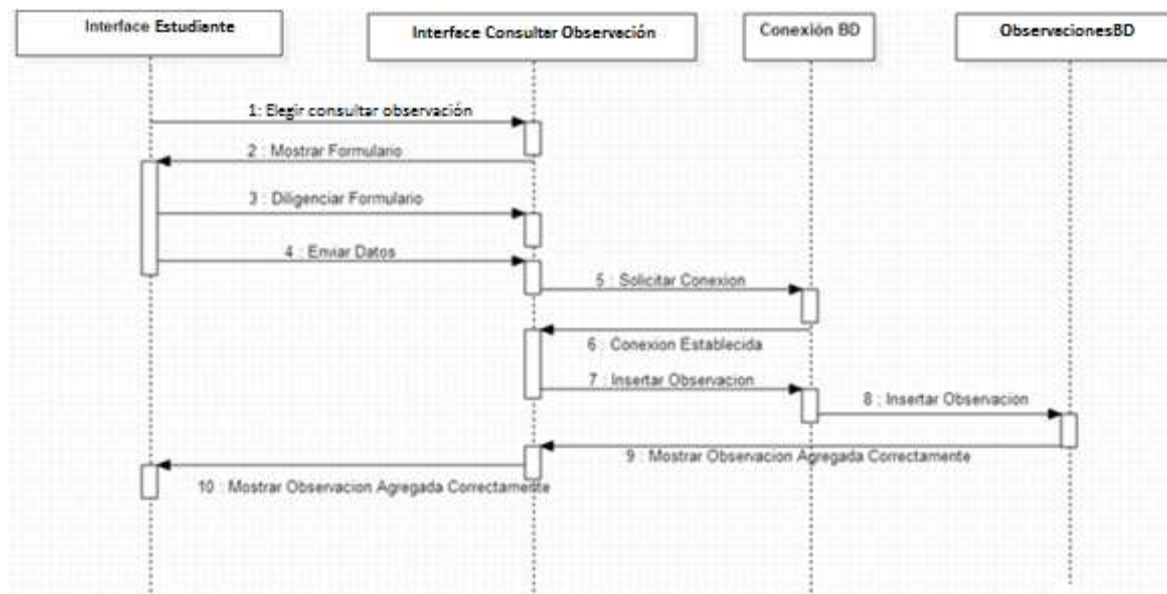 Interface Estudiante
Interface Consultar Observación
Conexión BD
ObservacionesBD
1: Elegir consultar observación
2 : Mostrar Formulario
3 : Diligenciar Formulario
4 : Enviar Datos
5 : Solicitar Conexion
6 : Conexion Establecida
7 : Insertar Observacion
8 : Insertar Observacion
9 : Mostrar Observacion Agregada Correctamente
10 : Mostrar Observacion Agregada Correctamente